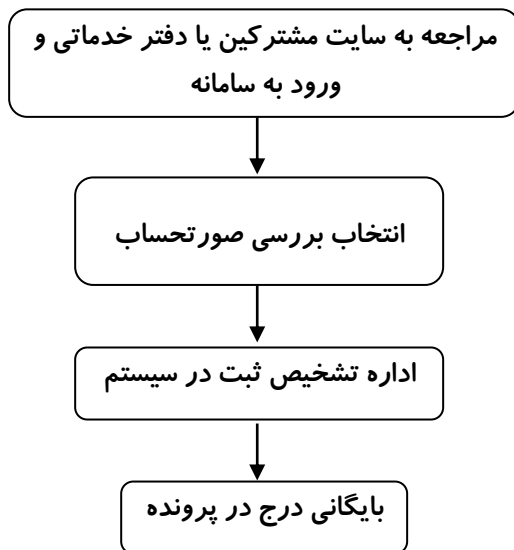 مراجعه به سایت مشترکین یا دفتر خدماتی و
ورود به سامانه
انتخاب بررسی صورتحساب
اداره تشخیص ثبت در سیستم
بایگانی درج در پرونده